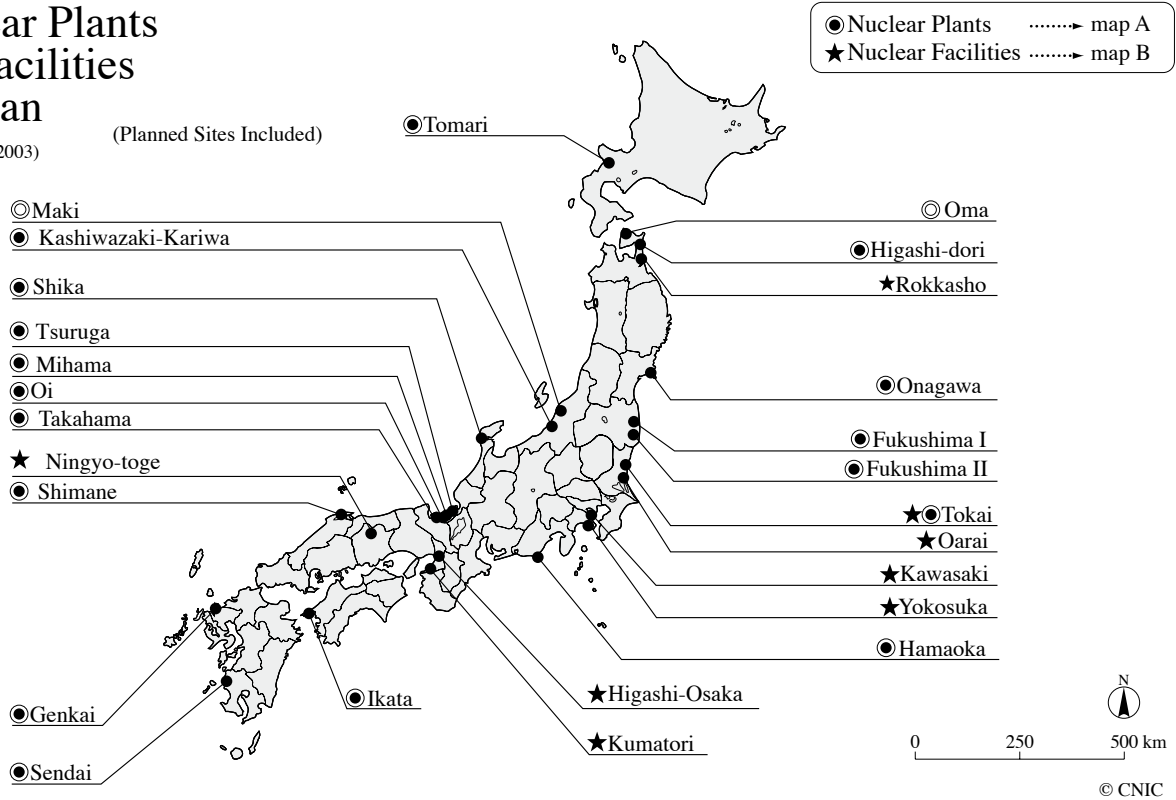 ar Plants
acilities
an
2003)
(Planned Sites Included)
Nuclear Plants map A
Nuclear Facilities map B
Tomari
Maki
Kashiwazaki-Kariwa
Shika
Tsuruga
Mihama
Oi
Takahama
Ningyo-toge
Shimane
Genkai
Sendai
Ikata
Oma
Higashi-dori
Rokkasho
Onagawa
Fukushima I
Fukushima II
Tokai
Oarai
Kawasaki
Yokosuka
Hamaoka
Higashi-Osaka
Kumatori
N
0 250 500 km
© CNIC